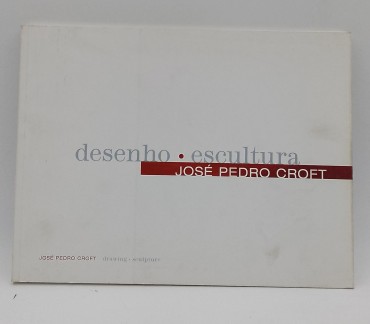 desenho • escultura
JOSÉ PEDRO CROFT
JOSÉ PEDRO CROFT drawing • sculpture